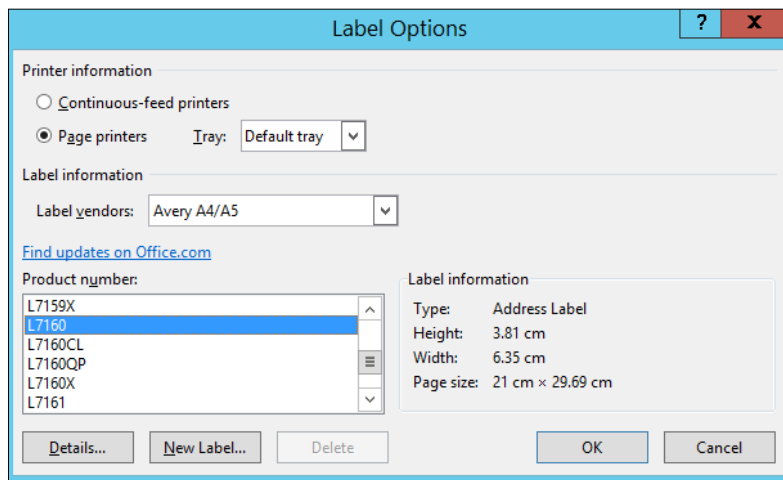 Label Options
? X
Printer information
Continuous-feed printers
Page printers Tray: Default tray
Label information
Label vendors: Avery A4/A5
Find updates on Office.com
Product number:
L7159X
L7160
L7160CL
L7160QP
L7160X
L7161
Label information
Type: Address Label
Height: 3.81 cm
Width: 6.35 cm
Page size: 21 cm × 29.69 cm
Details... New Label... Delete OK Cancel